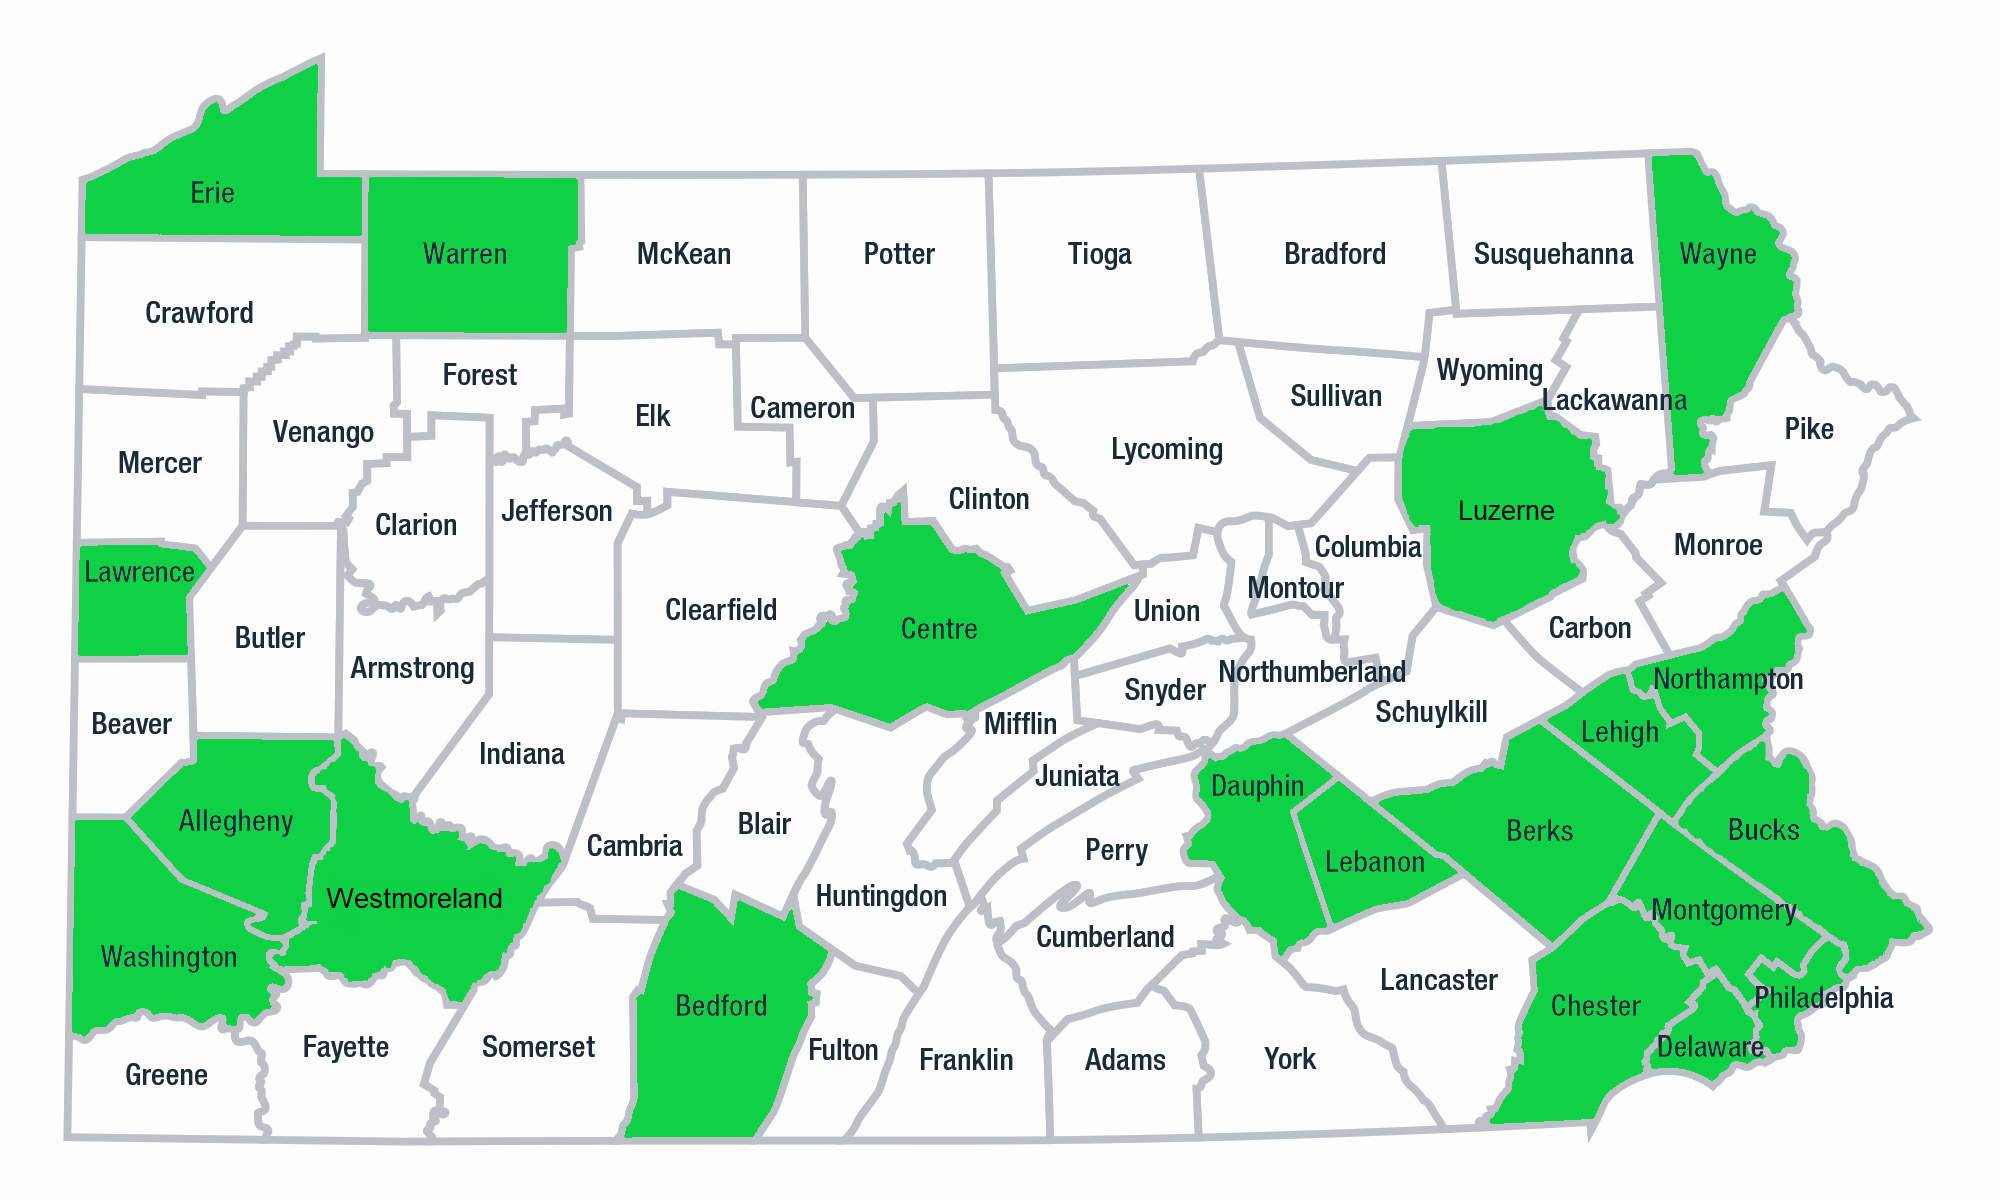 Erie
Warren
McKean
Potter
Tioga
Bradford
Susquehanna
Wayne
Crawford
Forest
Wyoming
Lackawanna
Sullivan
Cameron
Elk
Venango
Pike
Mercer
Lycoming
Clinton
Jefferson
Luzerne
Clarion
Columbia
Monroe
Lawrence
Montour
Clearfield
Union
Centre
Carbon
Butler
Armstrong
Northumberland
Northampton
Snyder
Schuylkill
Beaver
Mifflin
Lehigh
Indiana
Juniata
Dauphin
Allegheny
Blair
Bucks
Berks
Cambria
Perry
Lebanon
Huntingdon
Westmoreland
Montgomery
Cumberland
Washington
Lancaster
Philadelphia
Bedford
Chester
Fayette
Somerset
Fulton
Delaware
Franklin
Adams
York
Greene